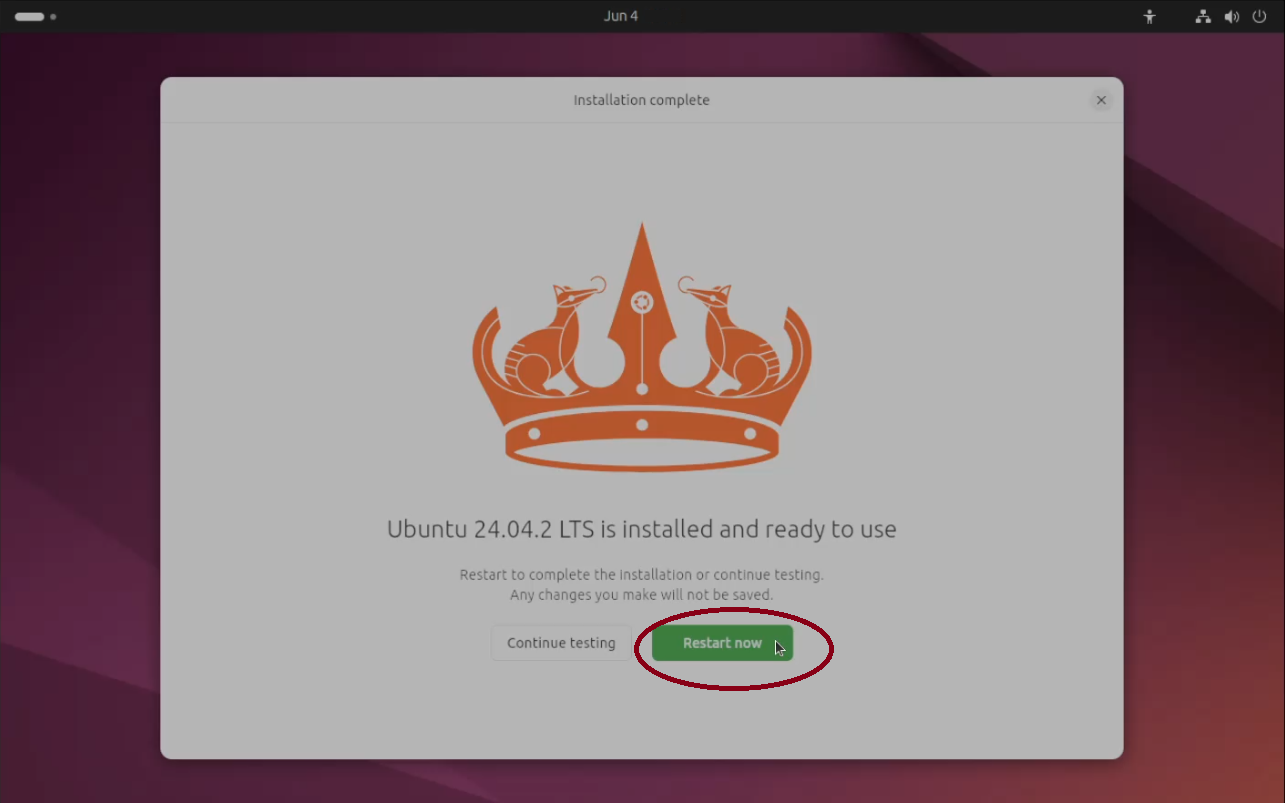 Jun 4
Installation complete
Ubuntu 24.04.2 LTS is installed and ready to use
Restart to complete the installation or continue testing.
Any changes you make will not be saved.
Continue testing
Restart now